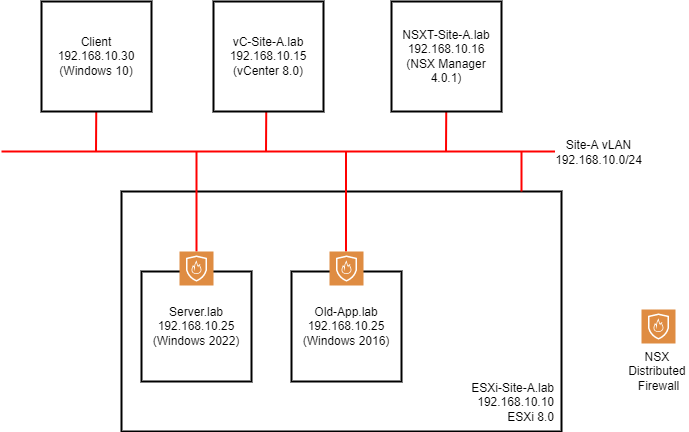 Client
192.168.10.30
(Windows 10)
vC-Site-A.lab
192.168.10.15
(vCenter 8.0)
NSXT-Site-A.lab
192.168.10.16
(NSX Manager
4.0.1)
Site-A vLAN
192.168.10.0/24
Server.lab
192.168.10.25
(Windows 2022)
Old-App.lab
192.168.10.25
(Windows 2016)
NSX
Distributed
Firewall
ESXi-Site-A.lab
192.168.10.10
ESXi 8.0